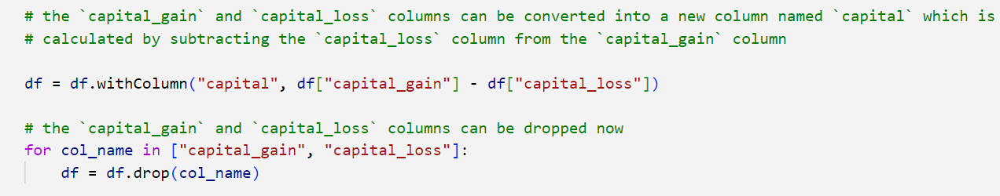 # the `capital_gain` and `capital_loss` columns can be converted into a new column named `capital` which is
# calculated by subtracting the `capital_loss` column from the `capital_gain` column
df = df.withColumn("capital", df["capital_gain"] - df["capital_loss"])
# the `capital_gain` and `capital_loss` columns can be dropped now
for col_name in ["capital_gain", "capital_loss"]:
    df = df.drop(col_name)